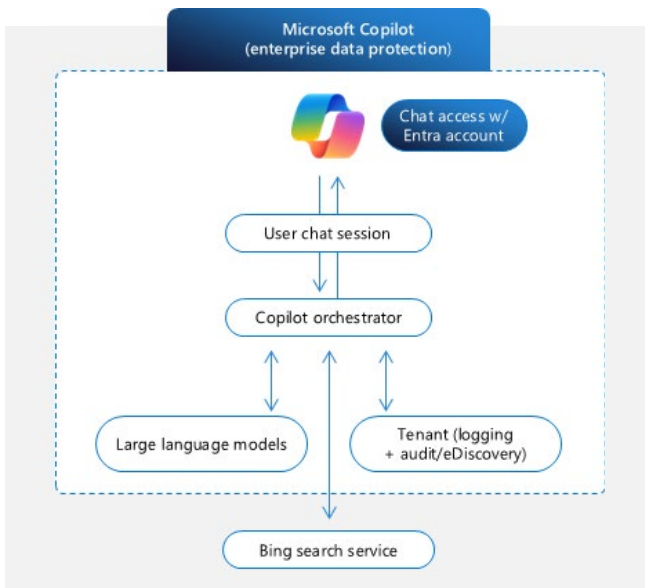 Microsoft Copilot
(enterprise data protection)
Chat access w/
Entra account
User chat session
Copilot orchestrator
Large language models
Tenant (logging
+ audit/eDiscovery)
Bing search service